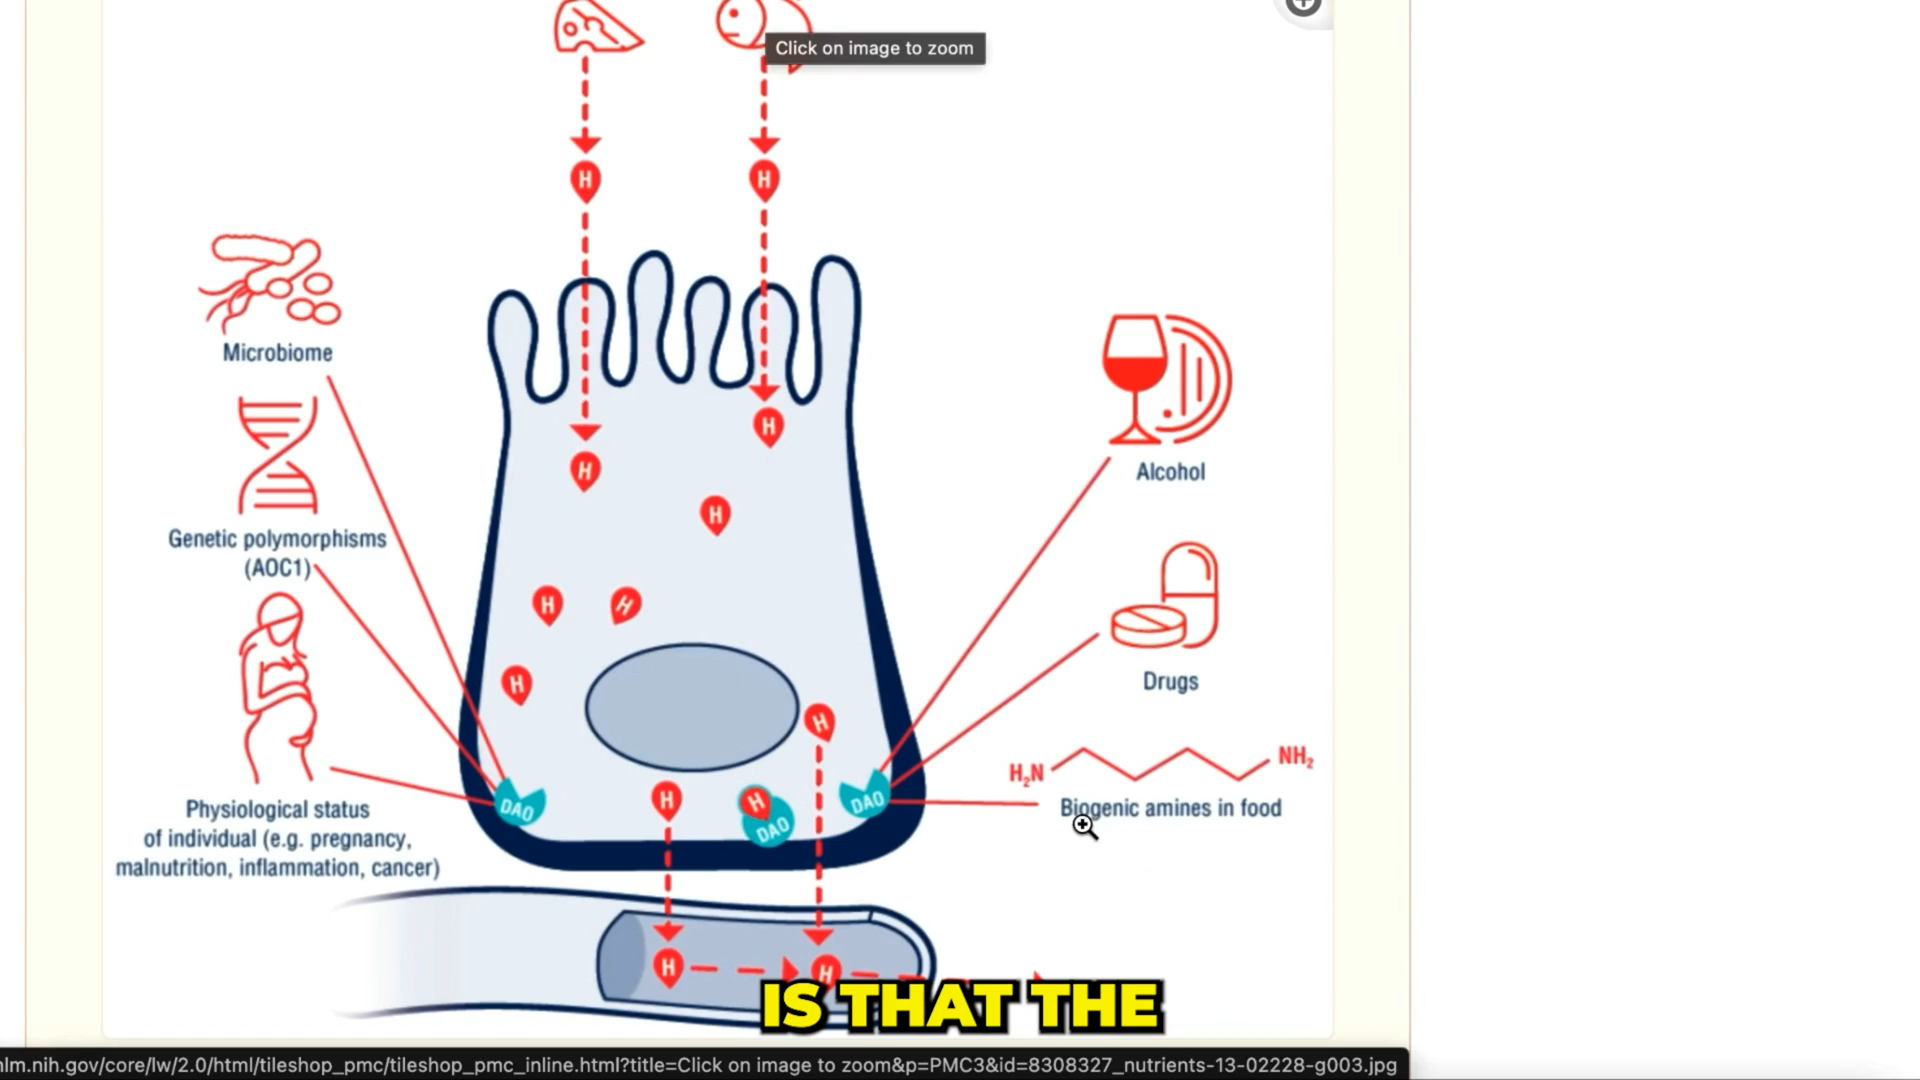 Click on image to zoom
H
H
Microbiome
H
H
Alcohol
H
Genetic polymorphisms
(AOC1)
H
H
Drugs
H
H
H₂N
NH₂
H
H
DAO
DAO
DAO
Biogenic amines in food
Physiological status
of individual (e.g. pregnancy,
malnutrition, inflammation, cancer)
H
H
IS THAT THE
nlm.nih.gov/core/lw/2.0/html/tileshop_pmc/tileshop_pmc_inline.html?title=Click on image to zoom&p=PMC3&id=8308327_nutrients-13-02228-g003.jpg